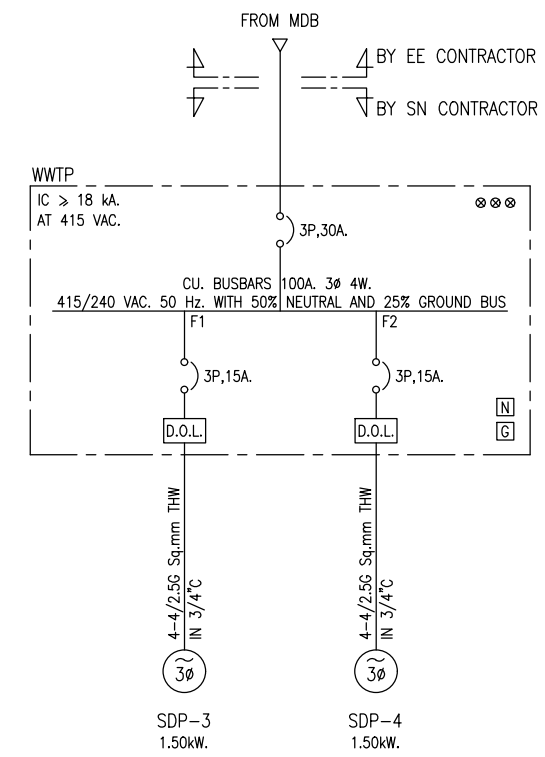 FROM MDB
BY EE CONTRACTOR
BY SN CONTRACTOR
WWTP
IC ⩾ 18 kA.
AT 415 VAC.
3P,30A.
CU. BUSBARS 100A. 3ø 4W.
415/240 VAC. 50 Hz. WITH 50% NEUTRAL AND 25% GROUND BUS
F1
F2
3P,15A.
3P,15A.
N
D.O.L.
D.O.L.
G
4-4/2.5G Sq.mm THW
IN 3/4"C
4-4/2.5G Sq.mm THW
IN 3/4"C
3ø
3ø
SDP-3
1.50kW.
SDP-4
1.50kW.